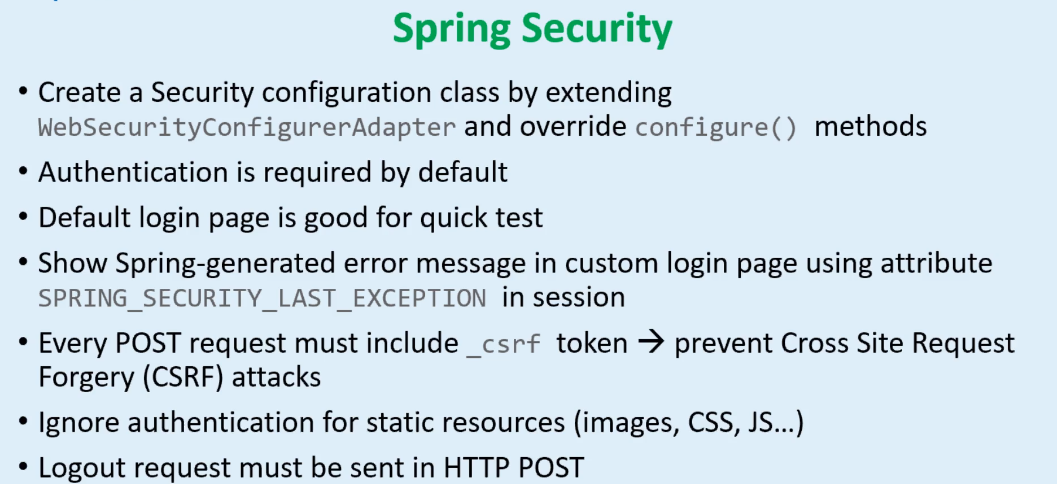 Spring Security
• Create a Security configuration class by extending
WebSecurityConfigurerAdapter and override configure() methods
• Authentication is required by default
• Default login page is good for quick test
• Show Spring-generated error message in custom login page using attribute
SPRING_SECURITY_LAST_EXCEPTION in session
• Every POST request must include _csrf token → prevent Cross Site Request
Forgery (CSRF) attacks
• Ignore authentication for static resources (images, CSS, JS…)
• Logout request must be sent in HTTP POST